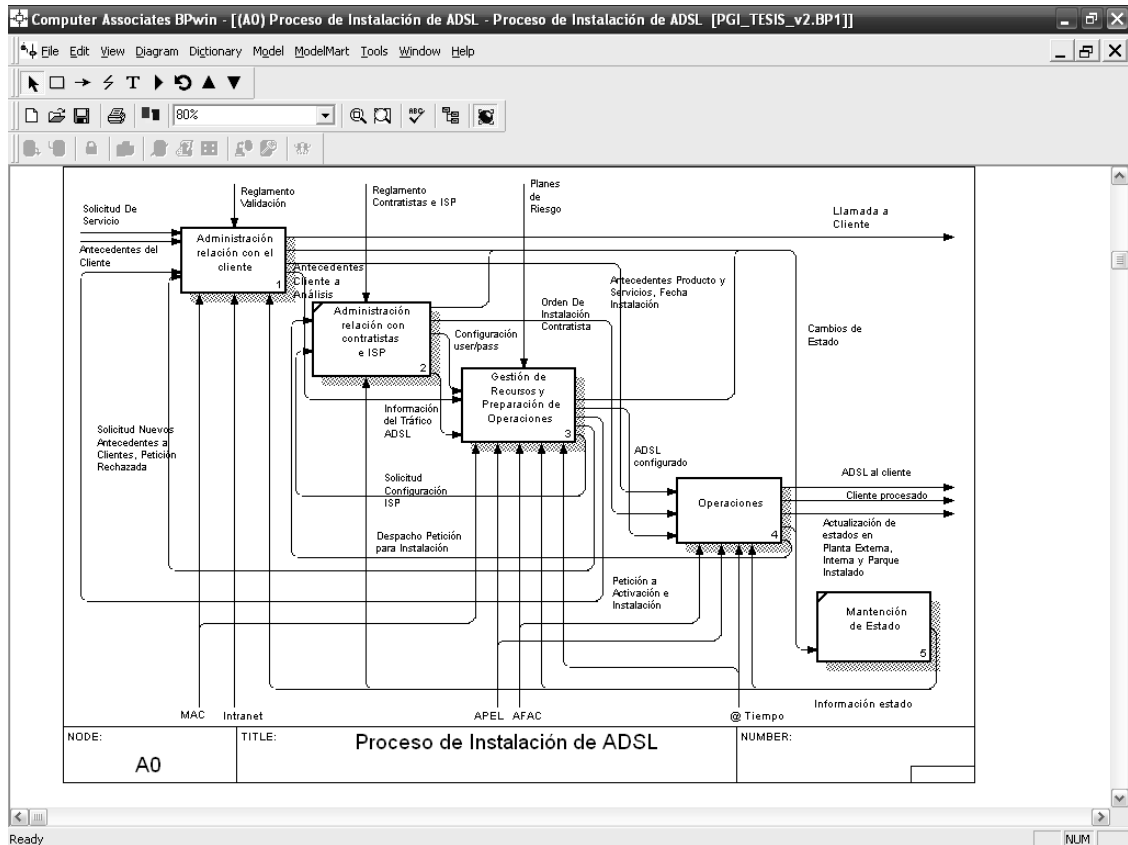 Computer Associates BPwin - [(A0) Proceso de Instalación de ADSL - Proceso de Instalación de ADSL [PGI_TESIS_v2.BP1]]
File Edit View Diagram Dictionary Model ModelMart Tools Window Help
80%
Solicitud De
Servicio
Reglamento
Validación
Reglamento
Contratistas e ISP
Planes
de
Riesgo
Llamada a
Cliente
Antecedentes del
Cliente
Administración
relación con el
cliente
1
Antecedentes
Cliente a
Análisis
Administración
relación con
contratistas
e ISP
2
Configuración
user/pass
Orden De
Instalación
Contratista
Antecedentes Producto y
Servicios, Fecha
Instalación
Cambios de
Estado
Gestión de
Recursos y
Preparación de
Operaciones
3
Información
del Tráfico
ADSL
Solicitud Nuevos
Antecedentes a
Clientes, Petición
Rechazada
Solicitud
Configuración
ISP
ADSL
configurado
Operaciones
4
ADSL al cliente
Cliente procesado
Actualización de
estados en
Planta Externa,
Interna y Parque
Instalado
Despacho Petición
para Instalación
Petición a
Activación e
Instalación
Mantención
de Estado
5
Información estado
MAC
Intranet
APEL
AFAC
@ Tiempo
NODE:
A0
TITLE:
Proceso de Instalación de ADSL
NUMBER:
Ready
NUM